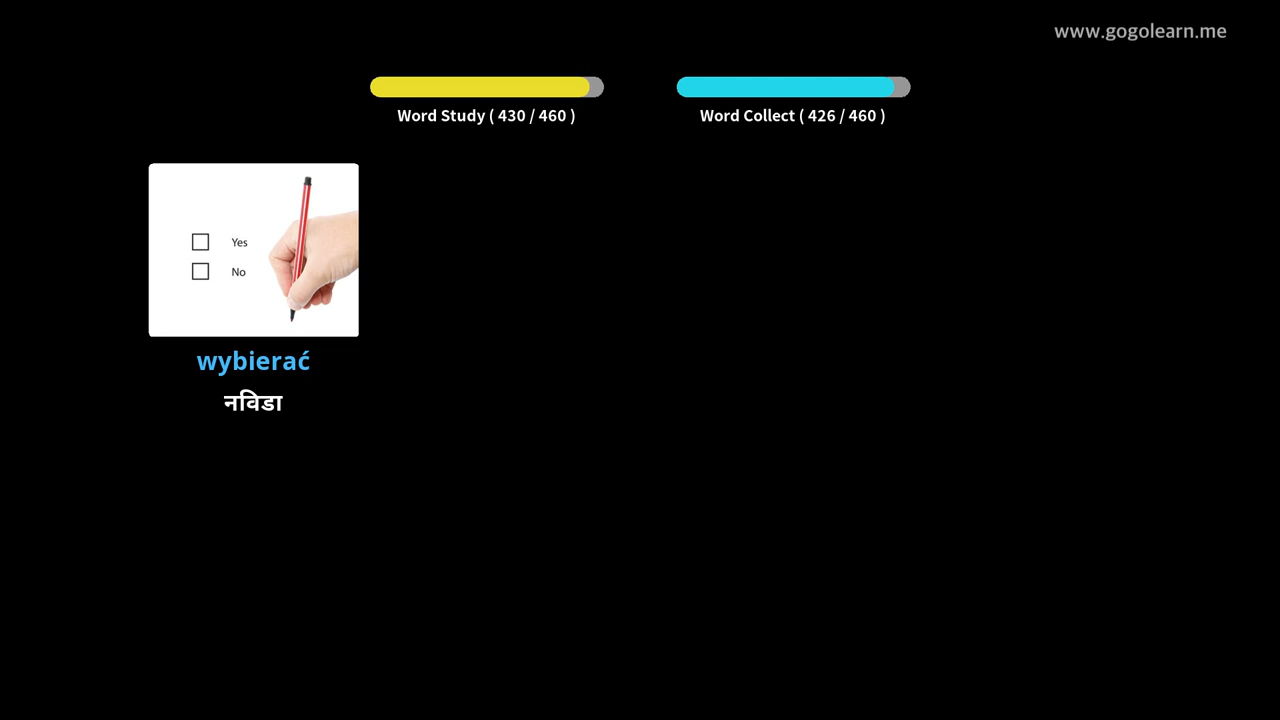 www.gogolearn.me
Word Study ( 430 / 460 )
Word Collect ( 426 / 460 )
Yes
No
wybierać
नविडा